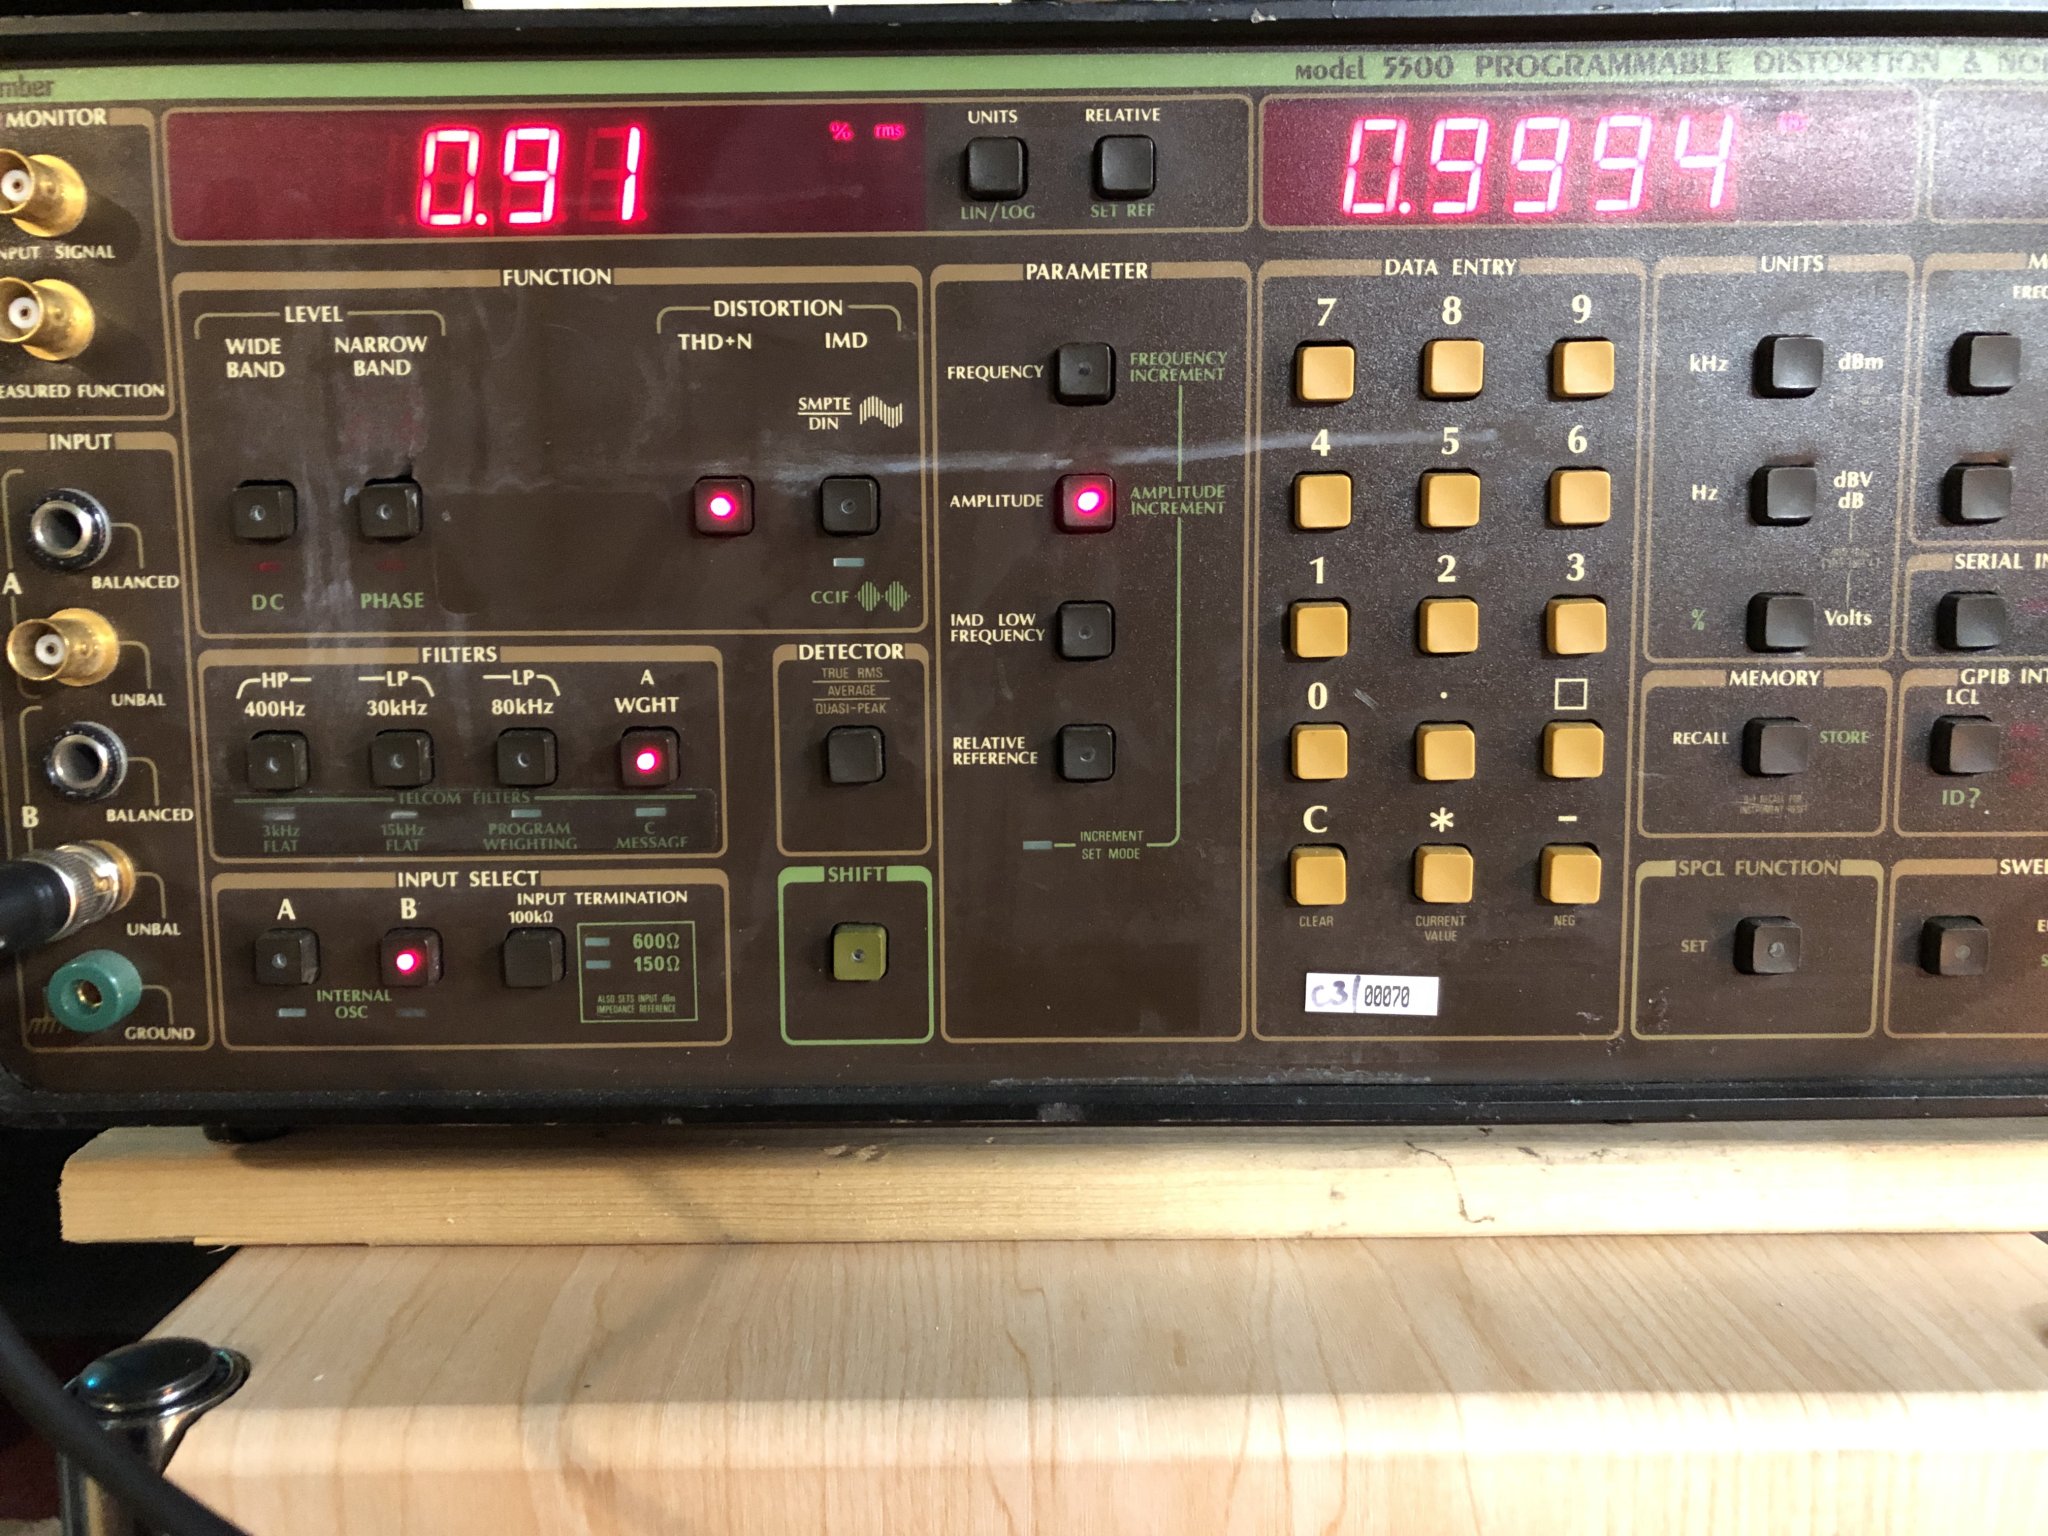 model 5500 PROGRAMMABLE DISTORTION &
MONITOR
0.91
% rms
UNITS
LIN/LOG
RELATIVE
SET REF
0.9994
SIGNAL
FUNCTION
LEVEL
WIDE BAND
NARROW BAND
DC
PHASE
DISTORTION
THD+N
IMD
SMPTE
DIN
CCIF
INPUT
A
BALANCED
UNBAL
B
BALANCED
UNBAL
GROUND
FILTERS
HP
400Hz
LP
30kHz
LP
80kHz
A
WGHT
TELCOM FILTERS
3kHz
FLAT
15kHz
FLAT
PROGRAM
WEIGHTING
C
MESSAGE
DETECTOR
TRUE RMS
AVERAGE
QUASI-PEAK
INPUT SELECT
A
B
INTERNAL
OSC
INPUT TERMINATION
100kΩ
600Ω
150Ω
ALSO SETS INPUT dBm
IMPEDANCE REFERENCE
SHIFT
PARAMETER
FREQUENCY
FREQUENCY
INCREMENT
AMPLITUDE
AMPLITUDE
INCREMENT
IMD LOW
FREQUENCY
RELATIVE
REFERENCE
INCREMENT
SET MODE
DATA ENTRY
7 8 9
4 5 6
1 2 3
0 . □
C * −
CLEAR
CURRENT
VALUE
NEG
C3/00070
UNITS
kHz
dBm
Hz
dBV
dB
%
Volts
MEMORY
RECALL
STORE
SPCL FUNCTION
SET
SERIAL
LCL
ID?